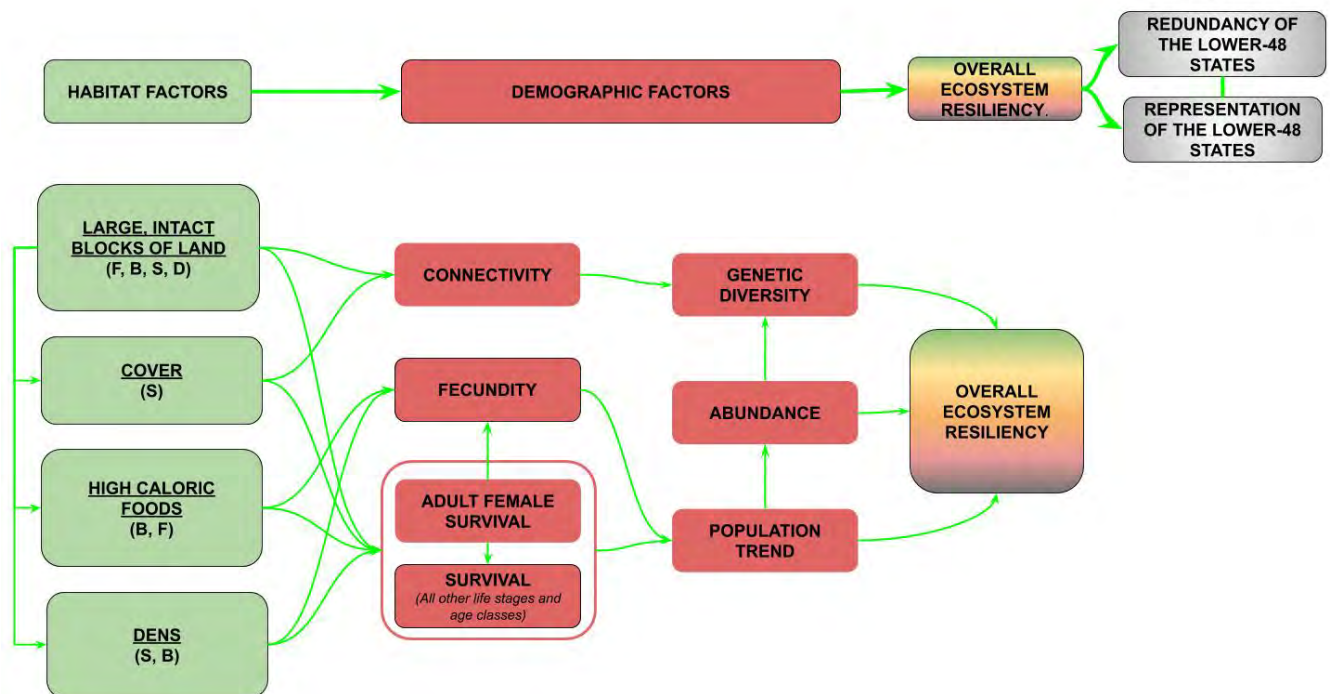 HABITAT FACTORS
DEMOGRAPHIC FACTORS
OVERALL
ECOSYSTEM
RESILIENCY.
REDUNDANCY OF
THE LOWER-48
STATES
REPRESENTATION
OF THE LOWER-48
STATES
LARGE, INTACT
BLOCKS OF LAND
(F, B, S, D)
COVER
(S)
HIGH CALORIC
FOODS
(B, F)
DENS
(S, B)
CONNECTIVITY
FECUNDITY
ADULT FEMALE
SURVIVAL
SURVIVAL
(All other life stages and
age classes)
GENETIC
DIVERSITY
ABUNDANCE
POPULATION
TREND
OVERALL
ECOSYSTEM
RESILIENCY